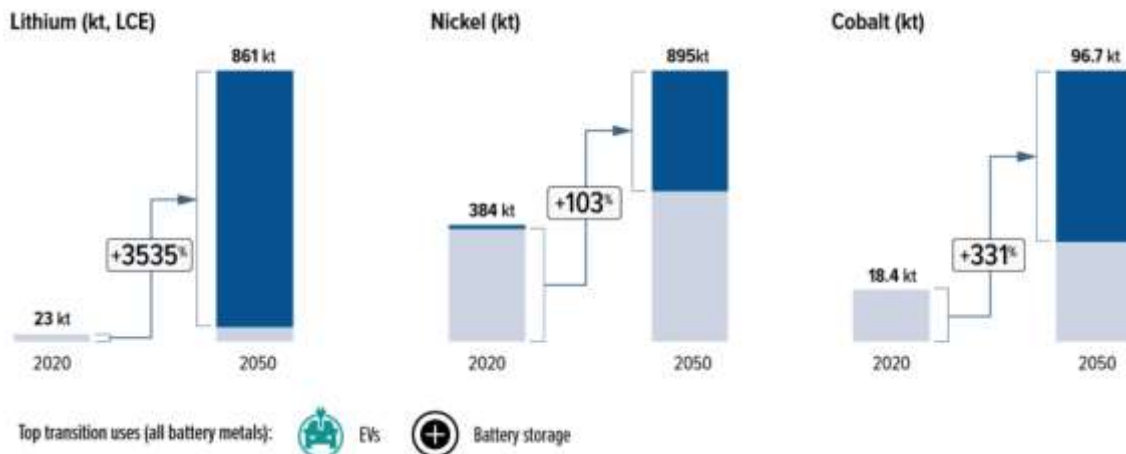 Lithium (kt, LCE)
Nickel (kt)
Cobalt (kt)
861 kt
895kt
96.7 kt
+3535%
23 kt
384 kt
+103%
18.4 kt
+331%
2020
2050
2020
2050
2020
2050
Top transition uses (all battery metals):
EVs
Battery storage